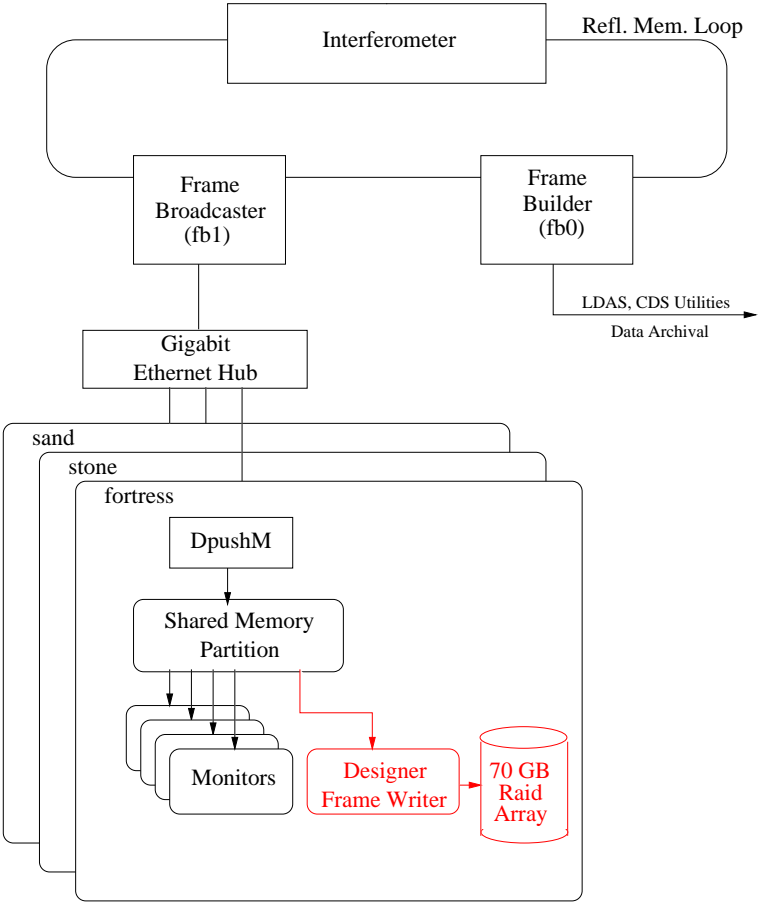 Interferometer
Refl. Mem. Loop
Frame
Broadcaster
(fb1)
Frame
Builder
(fb0)
LDAS, CDS Utilities
Data Archival
Gigabit
Ethernet Hub
sand
stone
fortress
DpushM
Shared Memory
Partition
Monitors
Designer
Frame Writer
70 GB
Raid
Array